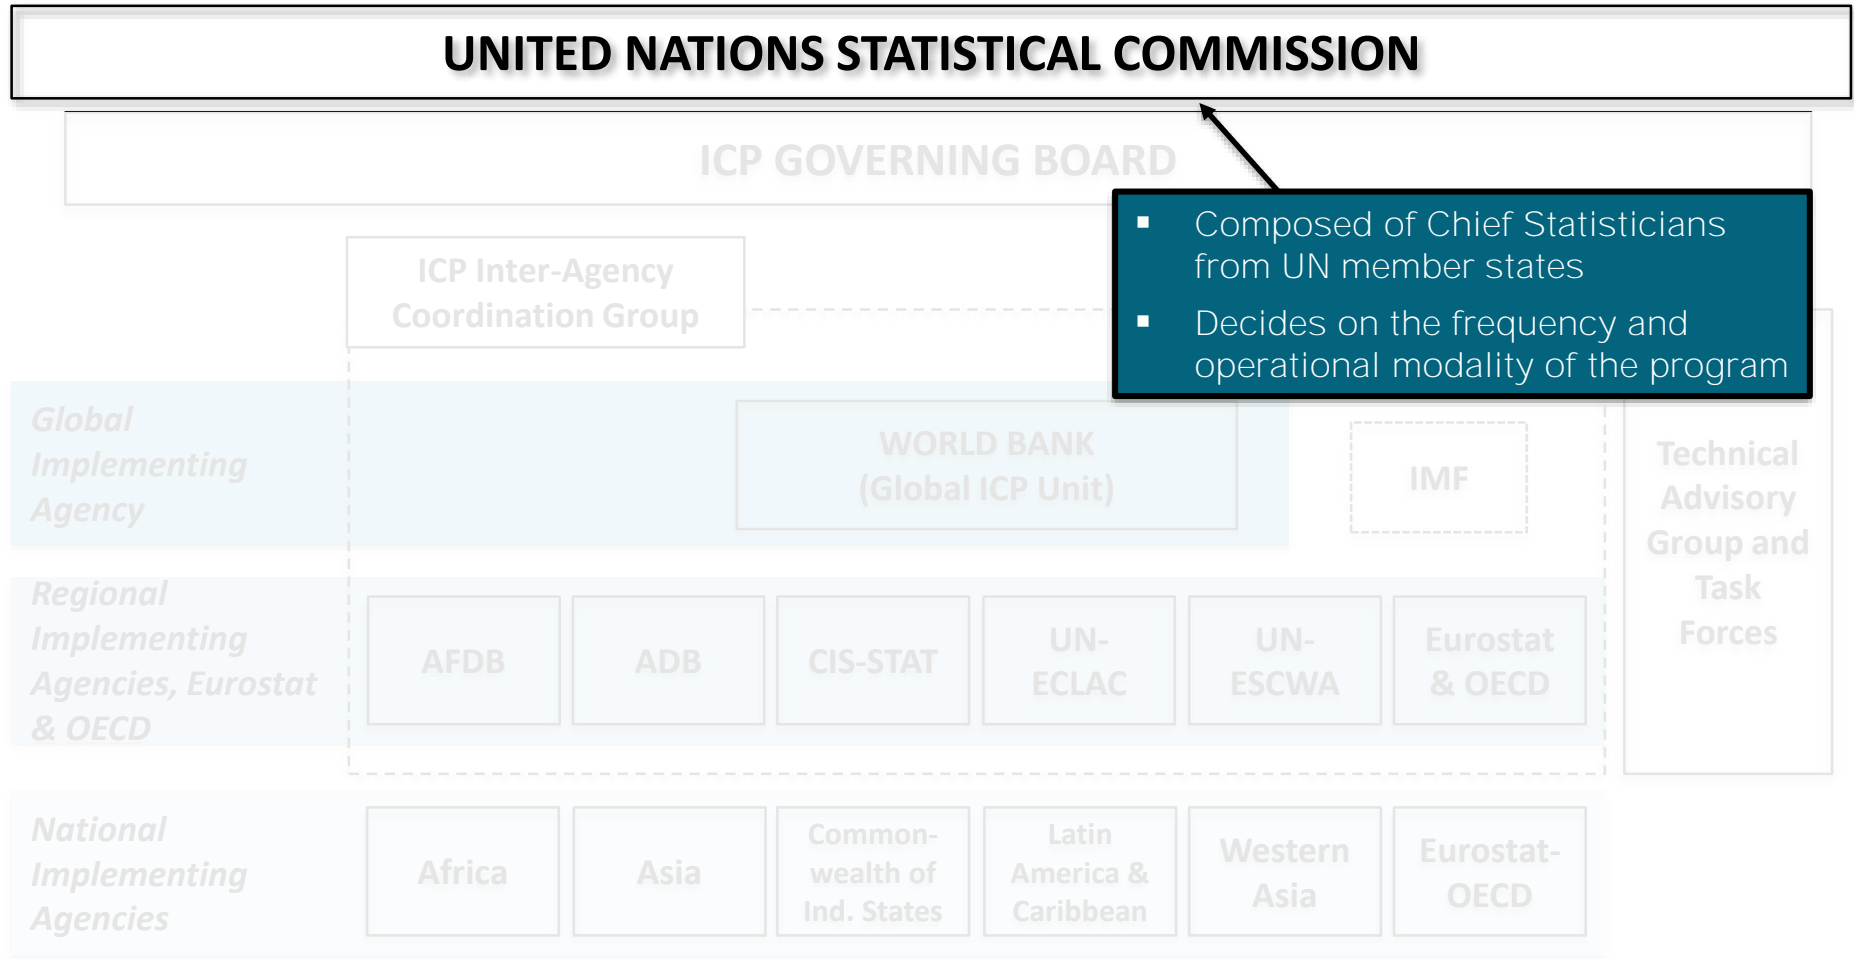 UNITED NATIONS STATISTICAL COMMISSION
ICP GOVERNING BOARD
▪ Composed of Chief Statisticians
from UN member states
▪ Decides on the frequency and
operational modality of the program
ICP Inter-Agency
Coordination Group
Global
Implementing
Agency
WORLD BANK
(Global ICP Unit)
IMF
Technical
Advisory
Group and
Task
Forces
Regional
Implementing
Agencies, Eurostat
& OECD
AFDB
ADB
CIS-STAT
UN-
ECLAC
UN-
ESCWA
Eurostat
& OECD
National
Implementing
Agencies
Africa
Asia
Common-
wealth of
Ind. States
Latin
America &
Caribbean
Western
Asia
Eurostat-
OECD